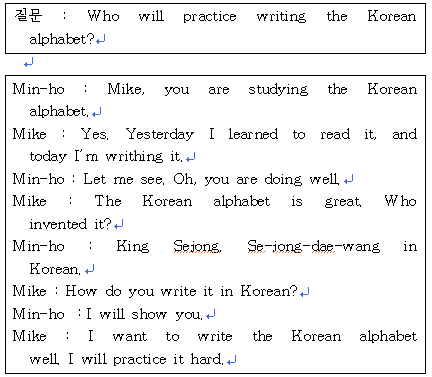 질문 : Who will practice writing the Korean
alphabet?
Min-ho : Mike, you are studying the Korean
alphabet.
Mike : Yes. Yesterday I learned to read it, and
today I'm writhing it.
Min-ho : Let me see. Oh, you are doing well.
Mike : The Korean alphabet is great. Who
invented it?
Min-ho : King Sejong, Se-jong-dae-wang in
Korean.
Mike : How do you write it in Korean?
Min-ho : I will show you.
Mike : I want to write the Korean alphabet
well. I will practice it hard.